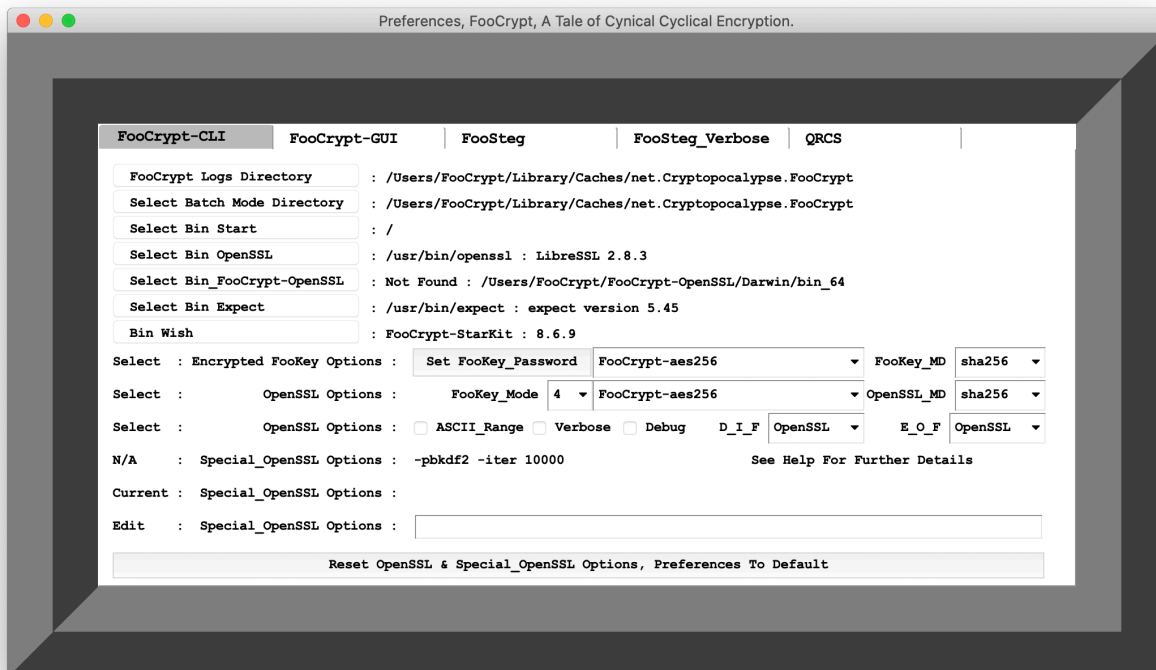 Preferences, FooCrypt, A Tale of Cynical Cyclical Encryption.
FooCrypt-CLI FooCrypt-GUI FooSteg FooSteg_Verbose QRCS
FooCrypt Logs Directory : /Users/FooCrypt/Library/Caches/net.Cryptopocalypse.FooCrypt
Select Batch Mode Directory : /Users/FooCrypt/Library/Caches/net.Cryptopocalypse.FooCrypt
Select Bin Start : /
Select Bin OpenSSL : /usr/bin/openssl : LibreSSL 2.8.3
Select Bin_FooCrypt-OpenSSL : Not Found : /Users/FooCrypt/FooCrypt-OpenSSL/Darwin/bin_64
Select Bin Expect : /usr/bin/expect : expect version 5.45
Bin Wish : FooCrypt-StarKit : 8.6.9
Select : Encrypted FooKey Options : Set FooKey_Password FooCrypt-aes256 FooKey_MD sha256
Select : OpenSSL Options : FooKey_Mode 4 FooCrypt-aes256 OpenSSL_MD sha256
Select : OpenSSL Options : ASCII_Range Verbose Debug D_I_F OpenSSL E_O_F OpenSSL
N/A : Special_OpenSSL Options : -pbkdf2 -iter 10000 See Help For Further Details
Current : Special_OpenSSL Options :
Edit : Special_OpenSSL Options :
Reset OpenSSL & Special_OpenSSL Options, Preferences To Default